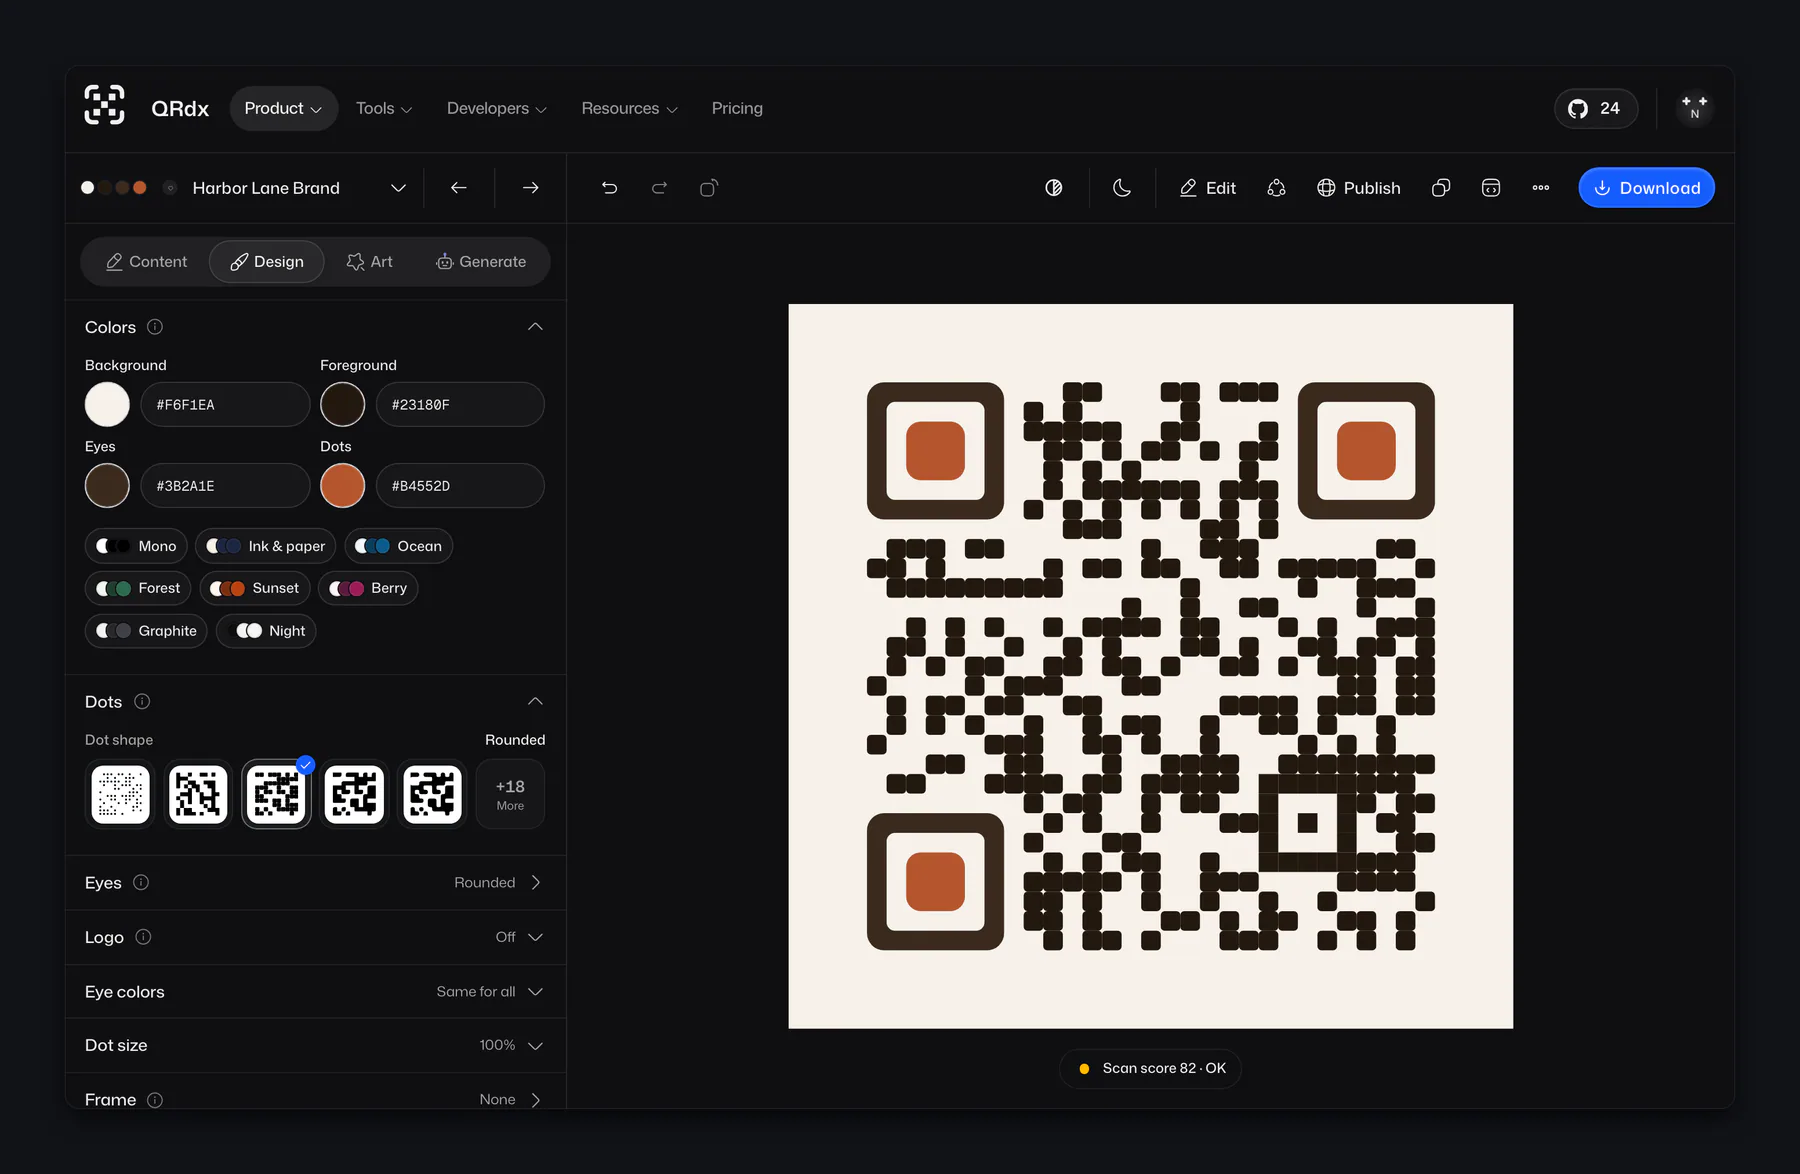 QRdx Product Tools Developers Resources Pricing 24 N
Harbor Lane Brand Edit Publish Download
Content Design Art Generate
Colors
Background Foreground
#F6F1EA #23180F
Eyes Dots
#3B2A1E #B4552D
Mono Ink & paper Ocean
Forest Sunset Berry
Graphite Night
Dots
Dot shape Rounded
+18
More
Eyes Rounded
Logo Off
Eye colors Same for all
Dot size 100%
Frame None
Scan score 82 · OK